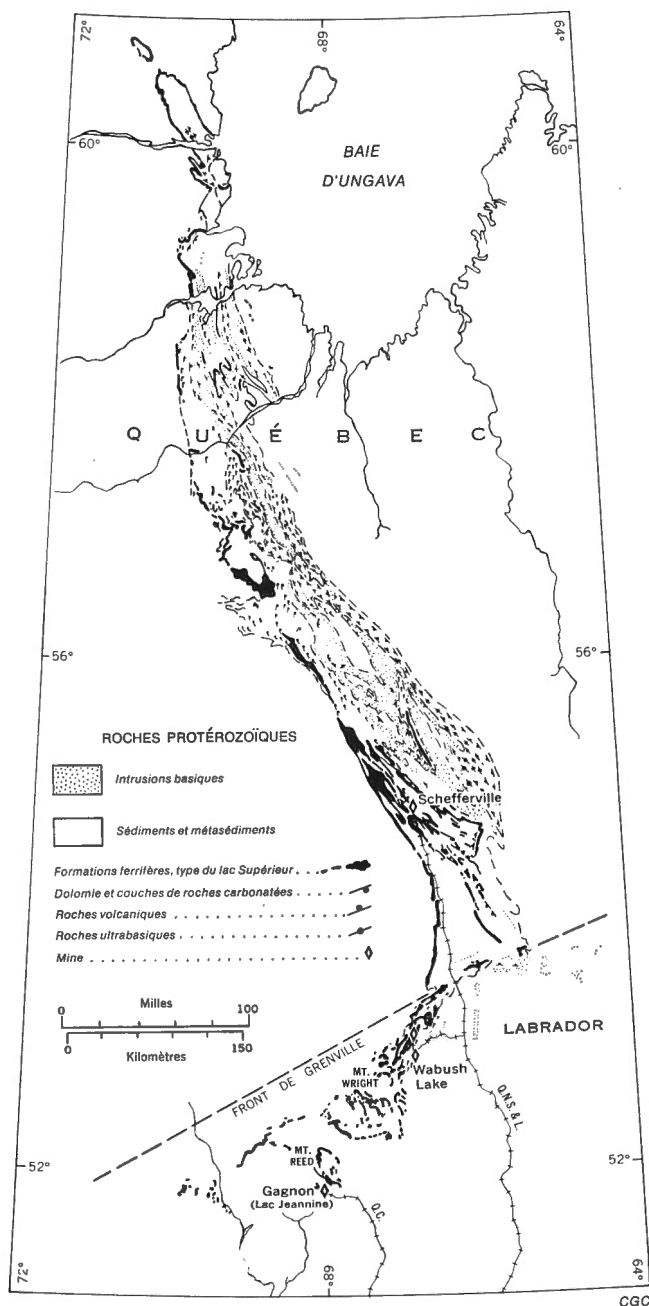 72°
68°
64°
60°
60°
BAIE
D'UNGAVA
QUÉBEC
56°
56°
ROCHES PROTÉROZOÏQUES
Intrusions basiques
Schefferville
Sédiments et métasédiments
Formations ferrifères, type du lac Supérieur
Dolomie et couches de roches carbonatées
Roches volcaniques
Roches ultrabasiques
Mine
0 Milles 100
0 Kilomètres 150
LABRADOR
FRONT DE GRENVILLE
MT.
WRIGHT
Wabush
Lake
Q.N.S. & L.
52°
52°
MT.
REED
Gagnon
(Lac Jeannine)
Q.C.
72°
68°
64°
CGC